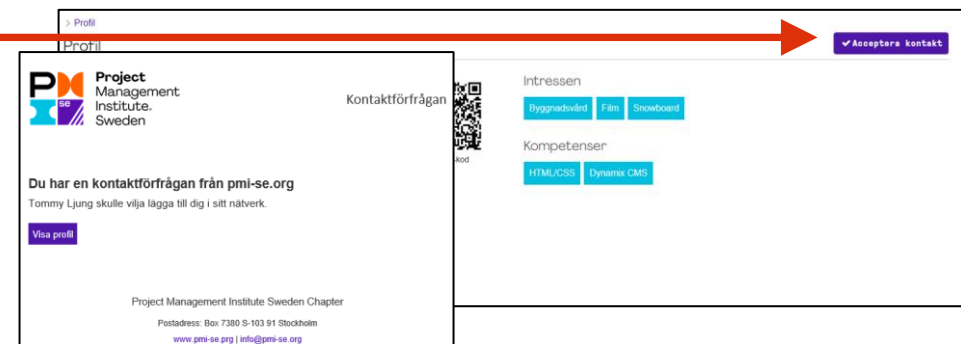 > Profil
Profil
✔Acceptera kontakt
PM
se
Project
Management
Institute.
Sweden
Kontaktförfrågan
kod
Intressen
Byggnadsvård Film Snowboard
Kompetenser
HTML/CSS Dynamix CMS
Du har en kontaktförfrågan från pmi-se.org
Tommy Ljung skulle vilja lägga till dig i sitt nätverk.
Visa profil
Project Management Institute Sweden Chapter
Postadress: Box 7380 S-103 91 Stockholm
www.pmi-se.prg | info@pmi-se.org